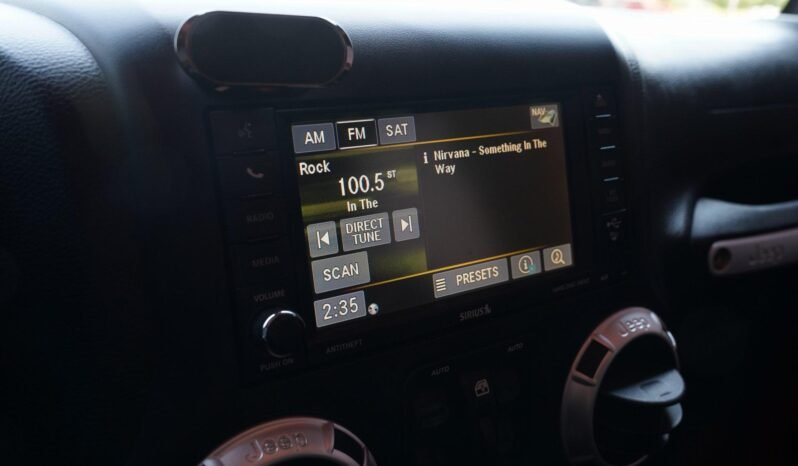 AM
FM
SAT
NAV
Rock
100.5 ST
In The
i Nirvana - Something In The
Way
DIRECT
TUNE
SCAN
2:35
PRESETS
i
RADIO
MEDIA
VOLUME
PUSH ON
ANTITHEFT
SIRIUS
AUTO
AUTO
Jeep
Jeep
Jeep